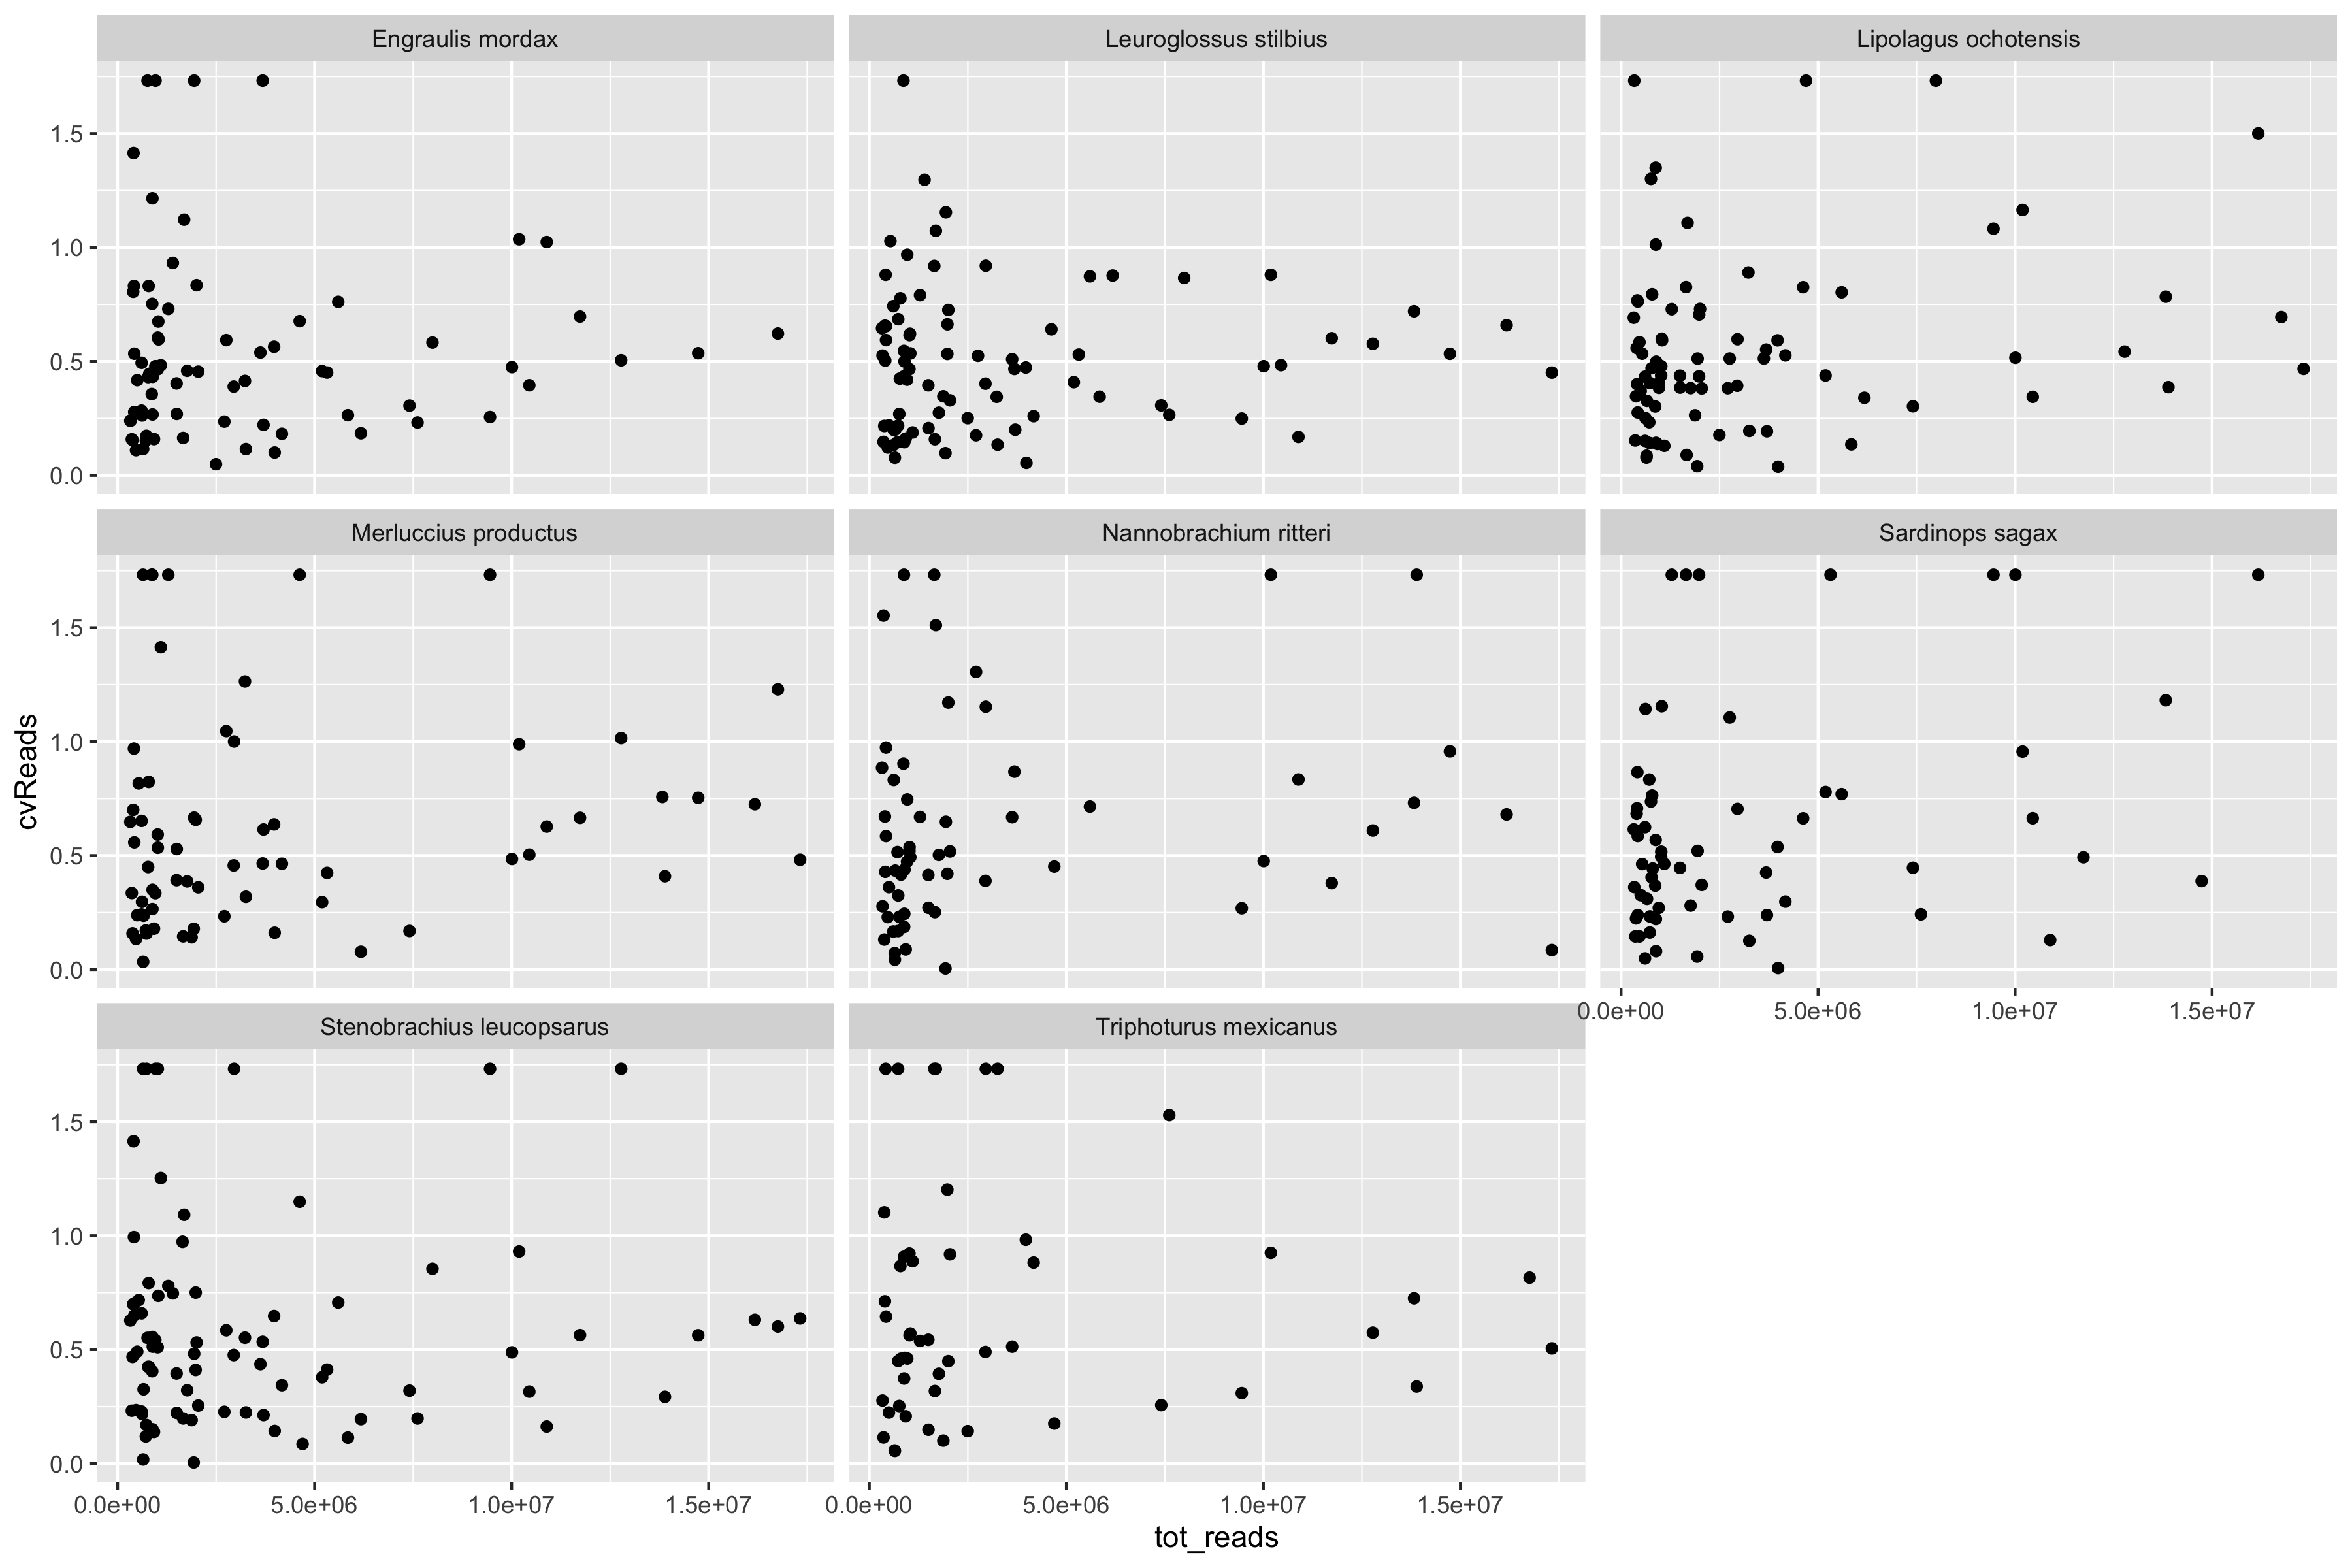 Engraulis mordax
Leuroglossus stilbius
Lipolagus ochotensis
1.5
1.0
0.5
0.0
Merluccius productus
Nannobrachium ritteri
Sardinops sagax
cvReads
1.5
1.0
0.5
0.0
0.0e+00 5.0e+06 1.0e+07 1.5e+07
Stenobrachius leucopsarus
Triphoturus mexicanus
1.5
1.0
0.5
0.0
0.0e+00 5.0e+06 1.0e+07 1.5e+07
0.0e+00 5.0e+06 1.0e+07 1.5e+07
tot_reads